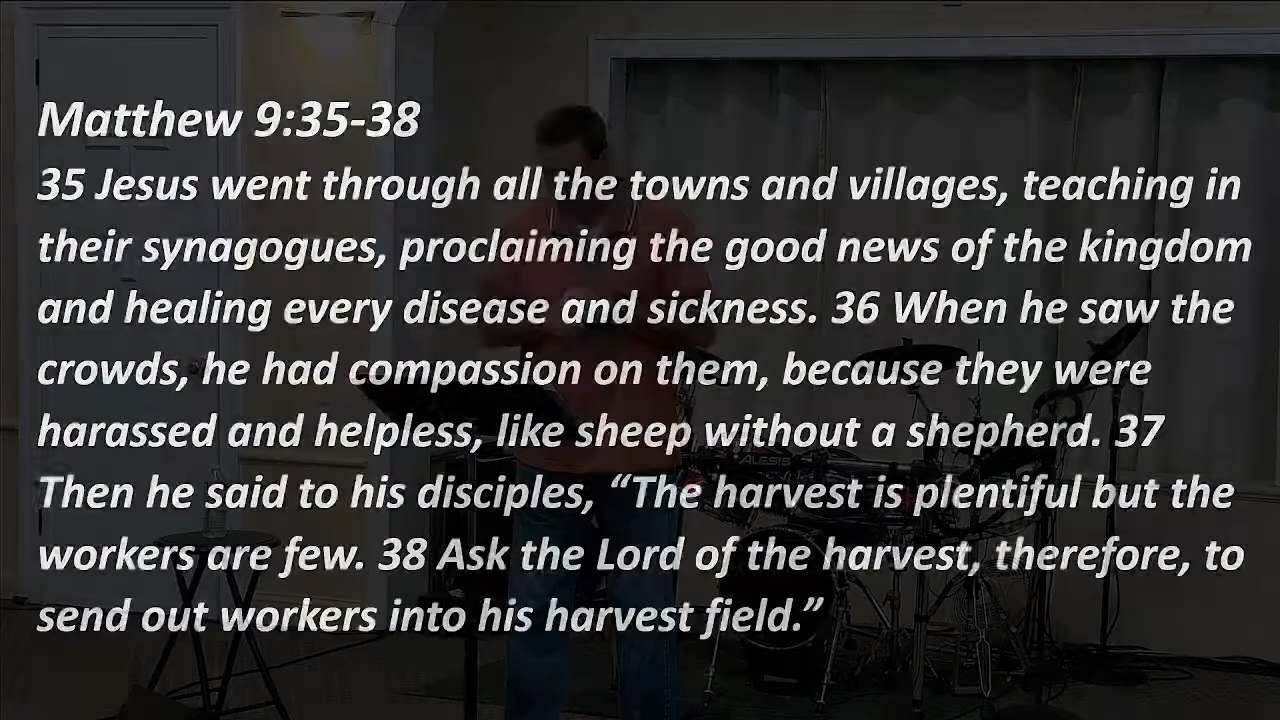 Matthew 9:35-38
35 Jesus went through all the towns and villages, teaching in
their synagogues, proclaiming the good news of the kingdom
and healing every disease and sickness. 36 When he saw the
crowds, he had compassion on them, because they were
harassed and helpless, like sheep without a shepherd. 37
Then he said to his disciples, “The harvest is plentiful but the
workers are few. 38 Ask the Lord of the harvest, therefore, to
send out workers into his harvest field.”
ALESIS